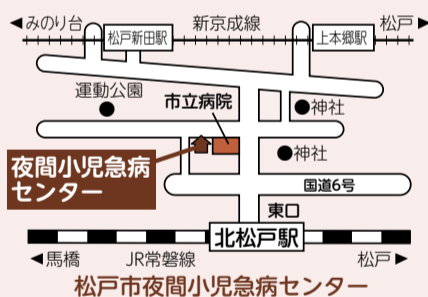 ◀みのり台
新京成線
松戸▶
松戸新田駅
上本郷駅
運動公園
市立病院
神社
神社
夜間小児急病
センター
国道6号
東口
北松戸駅
◀馬橋
JR常磐線
松戸▶
松戸市夜間小児急病センター